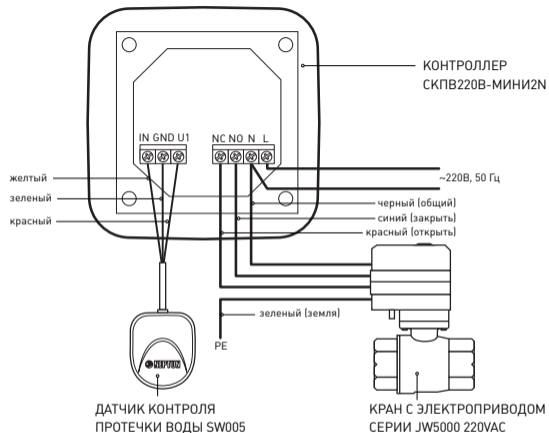 КОНТРОЛЛЕР
СКПВ220В-МИНИ2N
IN GND U1
NC NO N L
желтый
зеленый
красный
~220В, 50 Гц
черный (общий)
синий (закрыть)
красный (открыть)
зеленый (земля)
PE
NEPTUN
ДАТЧИК КОНТРОЛЯ
ПРОТЕЧКИ ВОДЫ SW005
КРАН С ЭЛЕКТРОПРИВОДОМ
СЕРИИ JW5000 220VAC